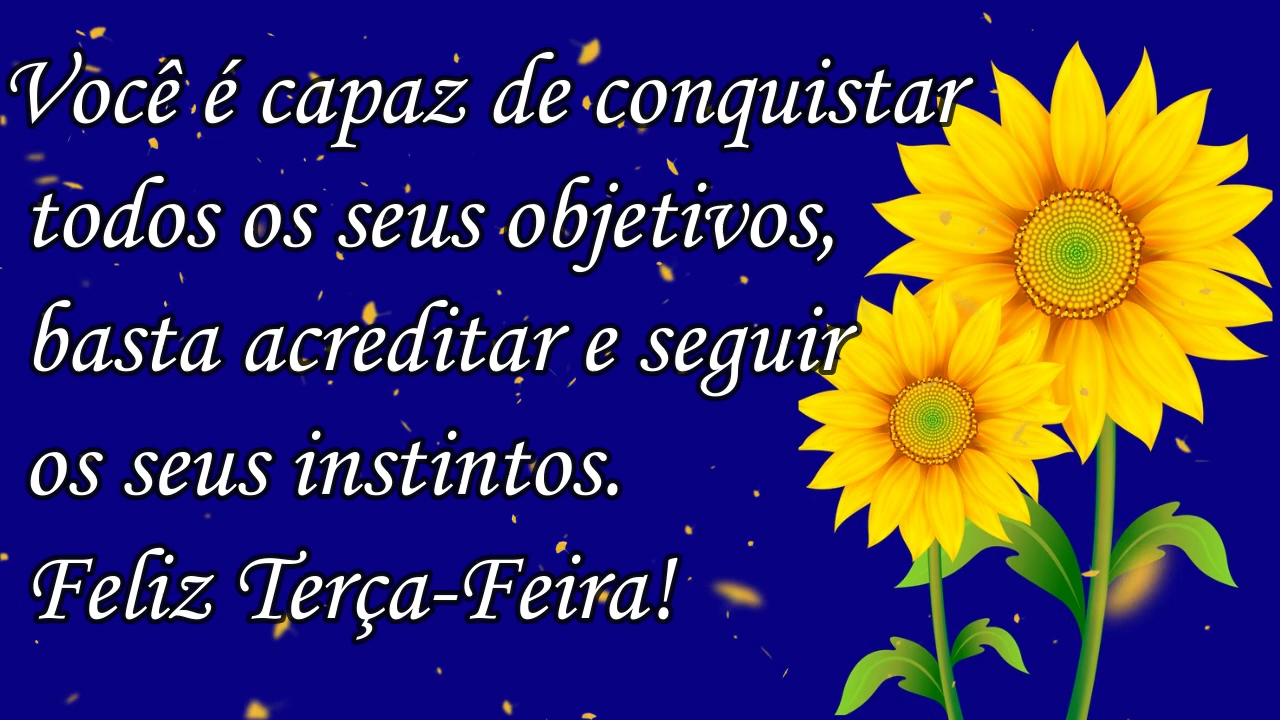 Você é capaz de conquistar
todos os seus objetivos,
basta acreditar e seguir
os seus instintos.
Feliz Terça-Feira!